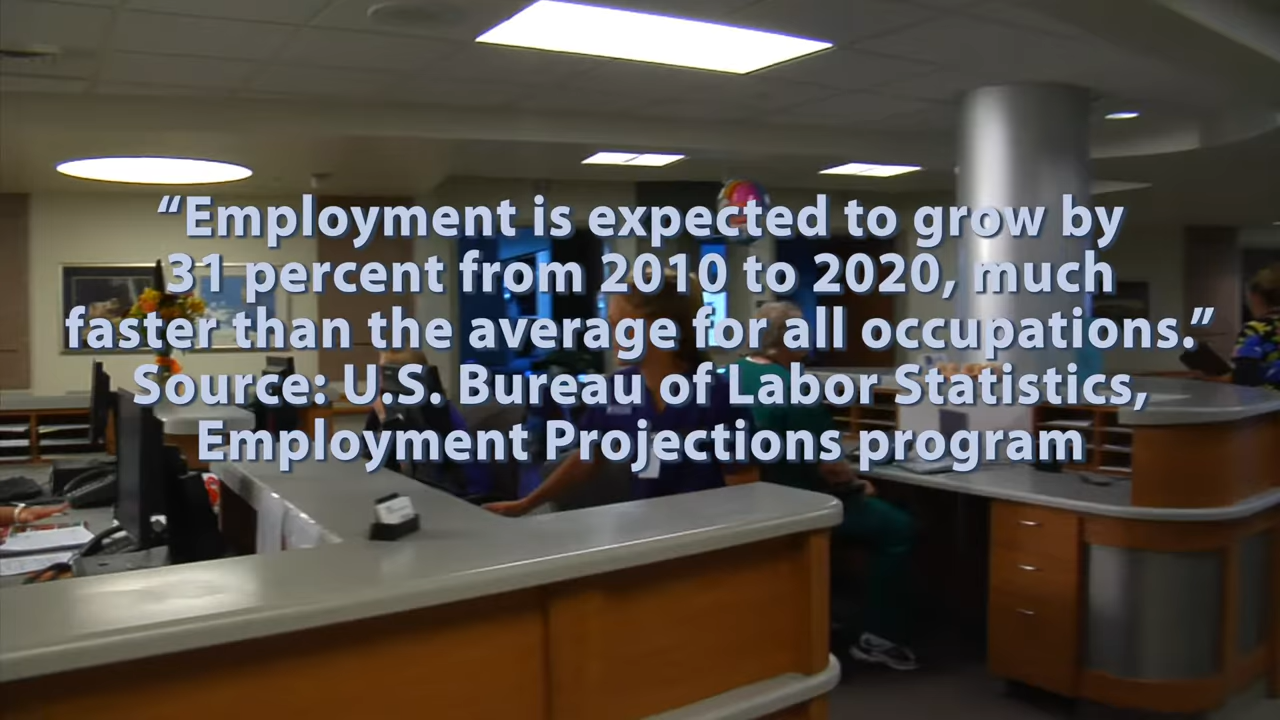 “Employment is expected to grow by
31 percent from 2010 to 2020, much
faster than the average for all occupations.”
Source: U.S. Bureau of Labor Statistics,
Employment Projections program